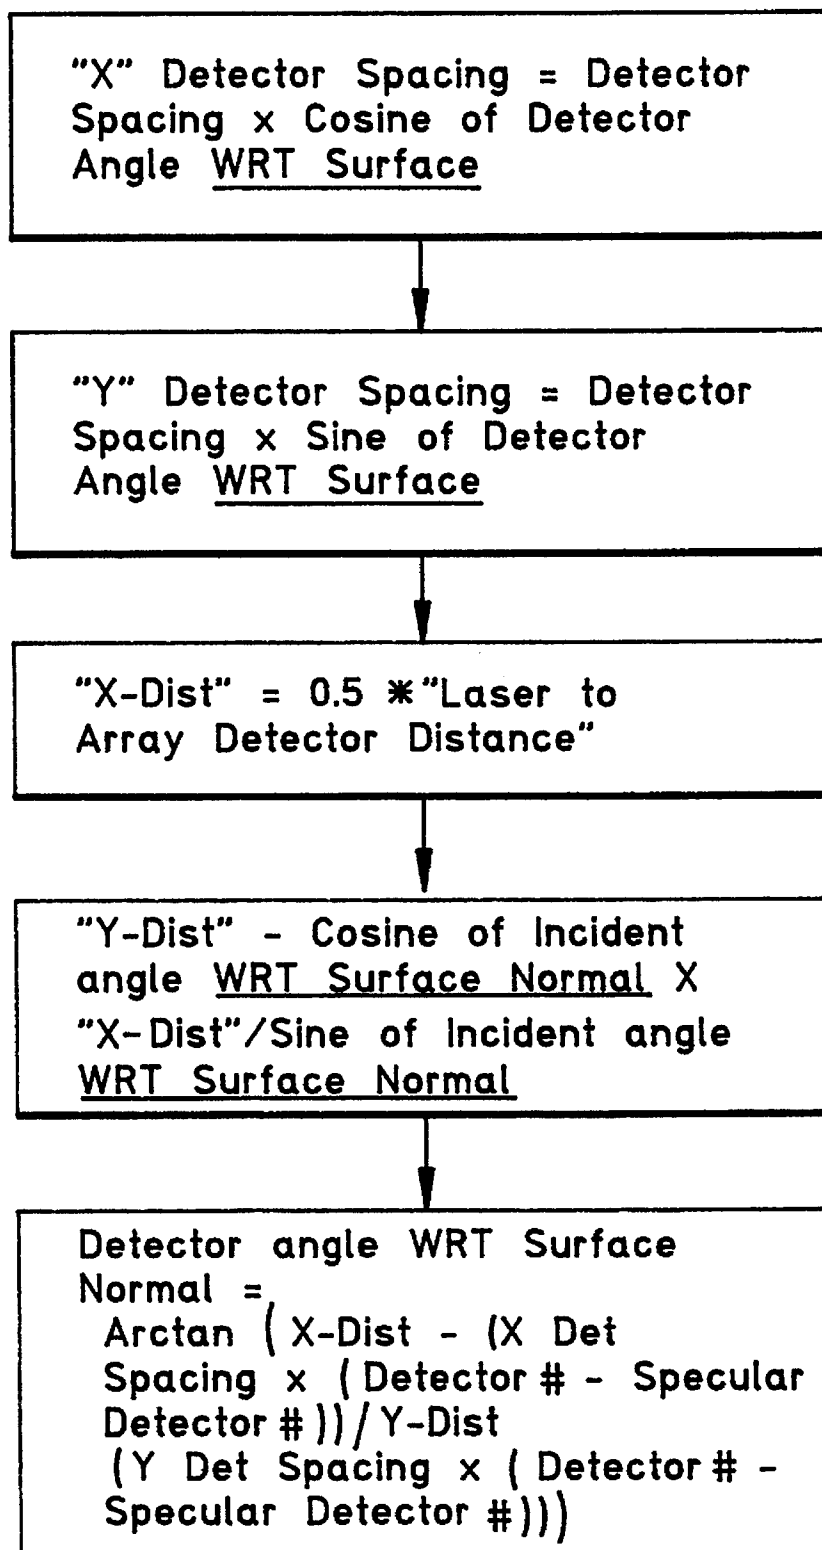 "X" Detector Spacing = Detector
Spacing x Cosine of Detector
Angle WRT Surface
"Y" Detector Spacing = Detector
Spacing x Sine of Detector
Angle WRT Surface
"X-Dist" = 0.5 *"Laser to
Array Detector Distance"
"Y-Dist" - Cosine of Incident
angle WRT Surface Normal X
"X-Dist"/Sine of Incident angle
WRT Surface Normal
Detector angle WRT Surface
Normal =
Arctan (X-Dist - (X Det
Spacing x (Detector # - Specular
Detector #))/Y-Dist
(Y Det Spacing x (Detector # -
Specular Detector #)))